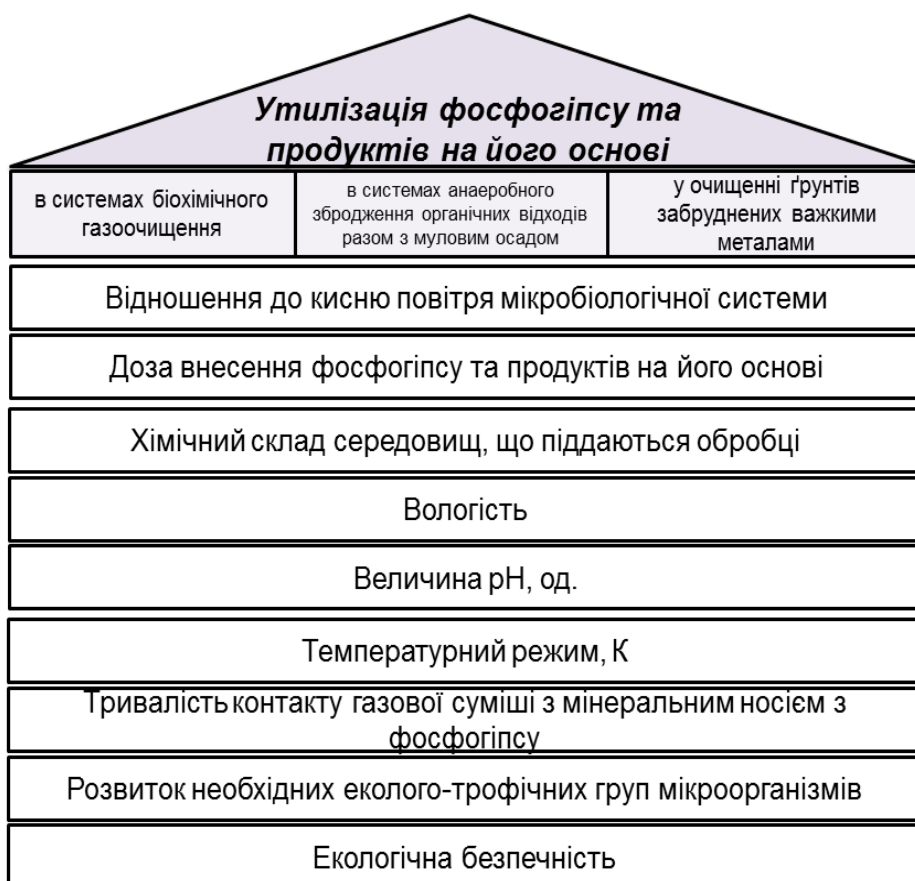 Утилізація фосфогіпсу та
продуктів на його основі
в системах біохімічного
газоочищення
в системах анаеробного
збродження органічних відходів
разом з муловим осадом
у очищенні ґрунтів
забруднених важкими
металами
Відношення до кисню повітря мікробіологічної системи
Доза внесення фосфогіпсу та продуктів на його основі
Хімічний склад середовищ, що піддаються обробці
Вологість
Величина рН, од.
Температурний режим, К
Тривалість контакту газової суміші з мінеральним носієм з
фосфогіпсу
Розвиток необхідних еколого-трофічних груп мікроорганізмів
Екологічна безпечність